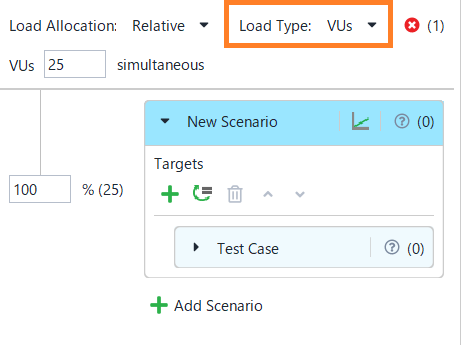 Load Allocation: Relative Load Type: VUs (1)
VUs 25 simultaneous
New Scenario ? (0)
Targets
100 % (25)
Test Case ? (0)
Add Scenario